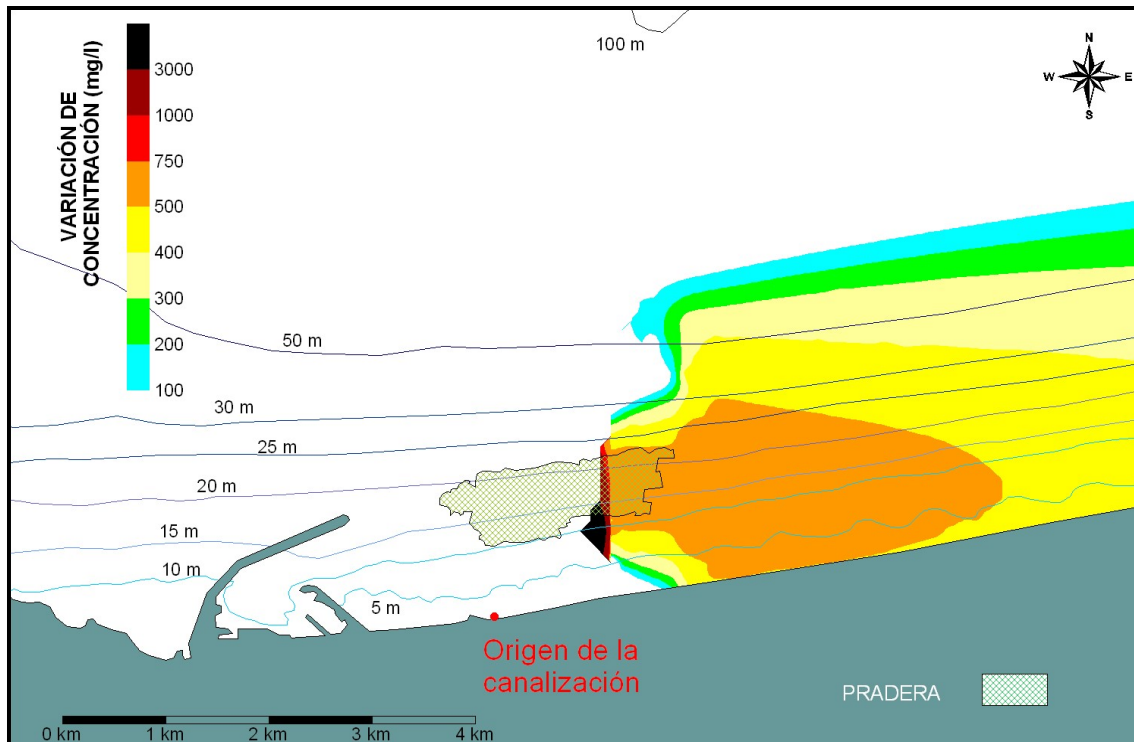 VARIACIÓN DE
CONCENTRACIÓN (mg/l)
3000
1000
750
500
400
300
200
100
100 m
N
W E
S
50 m
30 m
25 m
20 m
15 m
10 m
5 m
Origen de la
canalización
PRADERA
0 km 1 km 2 km 3 km 4 km